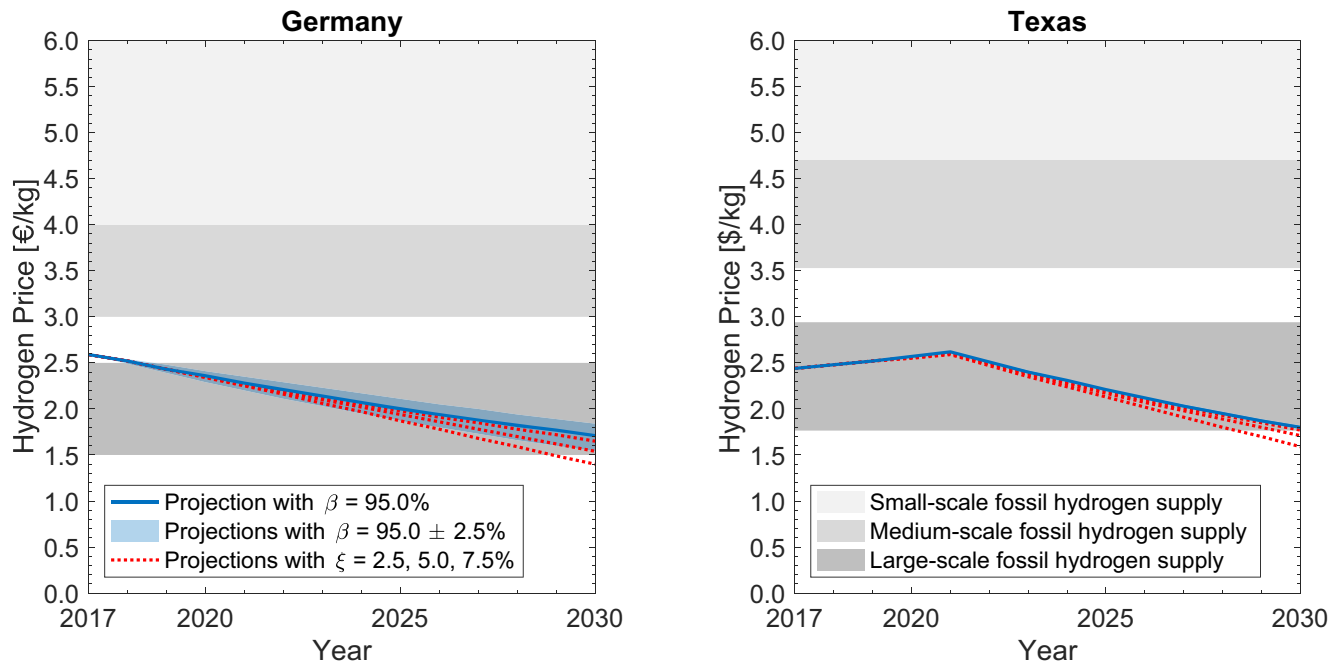 Germany
Hydrogen Price [€/kg]
6.0
5.5
5.0
4.5
4.0
3.5
3.0
2.5
2.0
1.5
1.0
0.5
0.0
Projection with β = 95.0%
Projections with β = 95.0 ± 2.5%
Projections with ξ = 2.5, 5.0, 7.5%
2017 2020 2025 2030
Year
Texas
Hydrogen Price [$/kg]
6.0
5.5
5.0
4.5
4.0
3.5
3.0
2.5
2.0
1.5
1.0
0.5
0.0
Small-scale fossil hydrogen supply
Medium-scale fossil hydrogen supply
Large-scale fossil hydrogen supply
2017 2020 2025 2030
Year